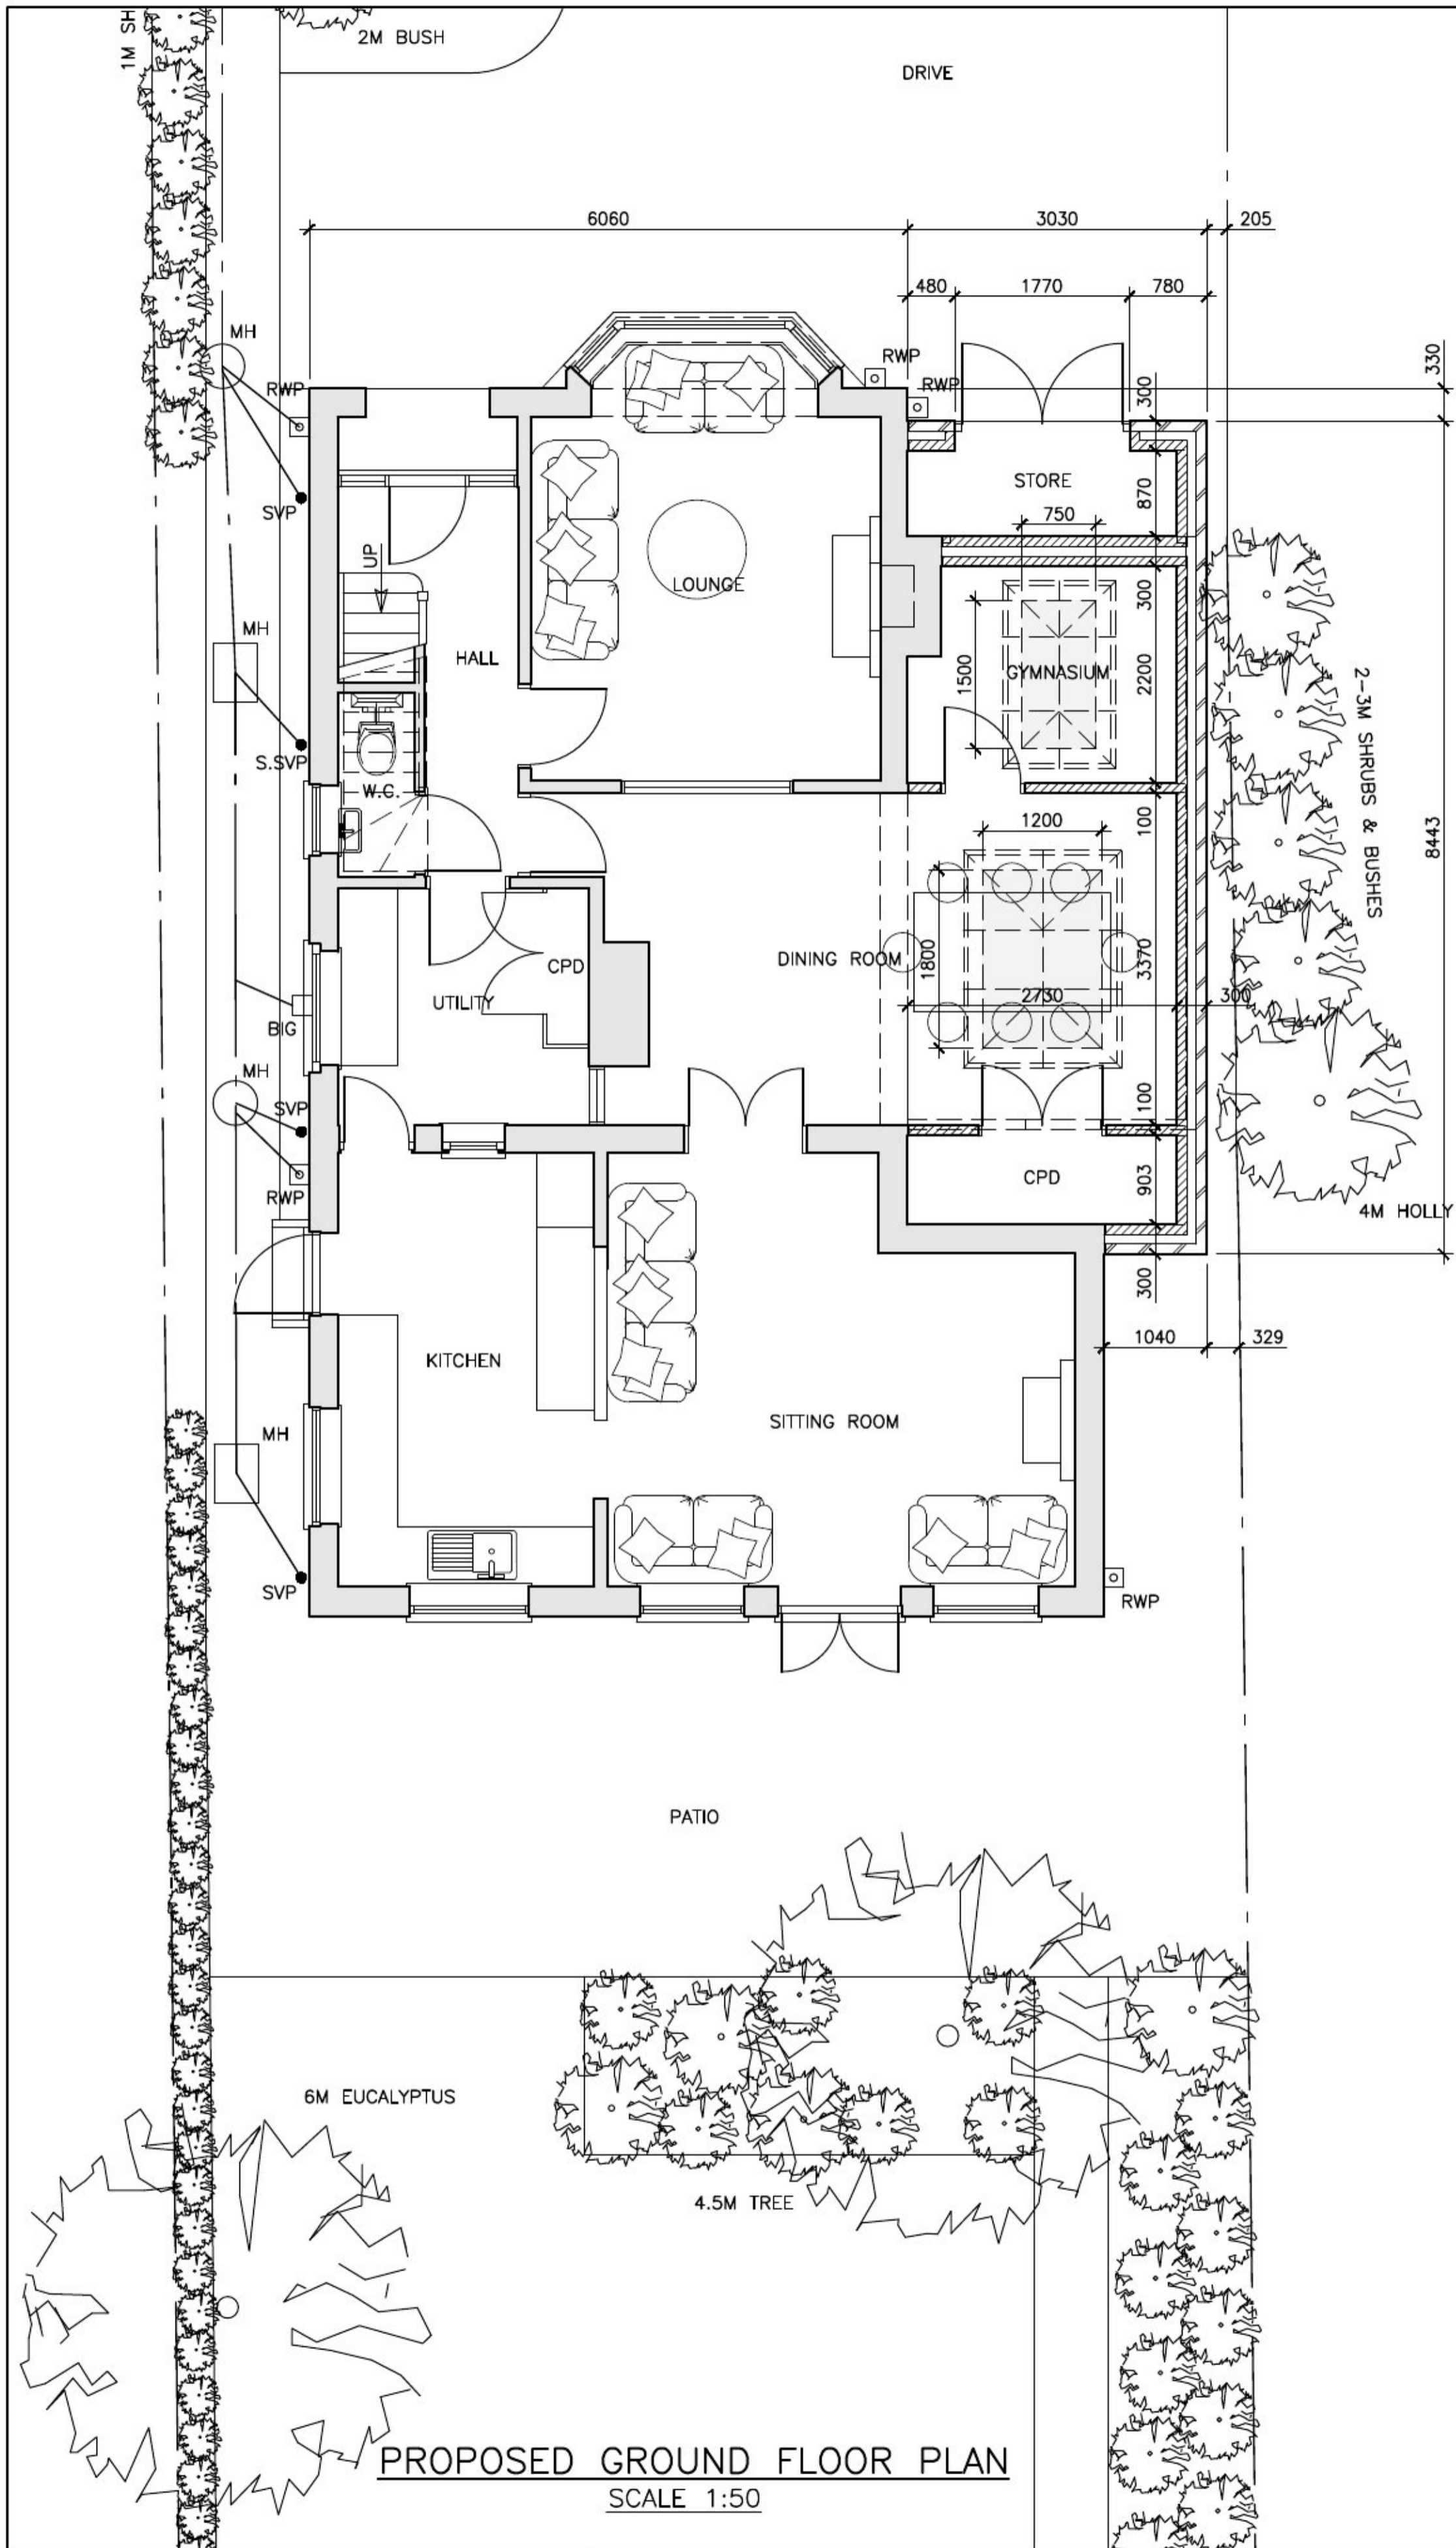 1M SH
2M BUSH
DRIVE
6060
3030
205
480
1770
780
MH
RWP
RWP
RWP
330
300
SVP
STORE
870
750
UP
LOUNGE
300
MH
HALL
1500
GYMNASIUM
2200
2-3M SHRUBS & BUSHES
S.SVP
W.C.
1200
100
8443
CPD
DINING ROOM
1800
3370
UTILITY
2730
300
BIG
MH
SVP
100
RWP
CPD
903
4M HOLLY
300
1040
329
KITCHEN
SITTING ROOM
MH
SVP
RWP
PATIO
6M EUCALYPTUS
4.5M TREE
PROPOSED GROUND FLOOR PLAN
SCALE 1:50